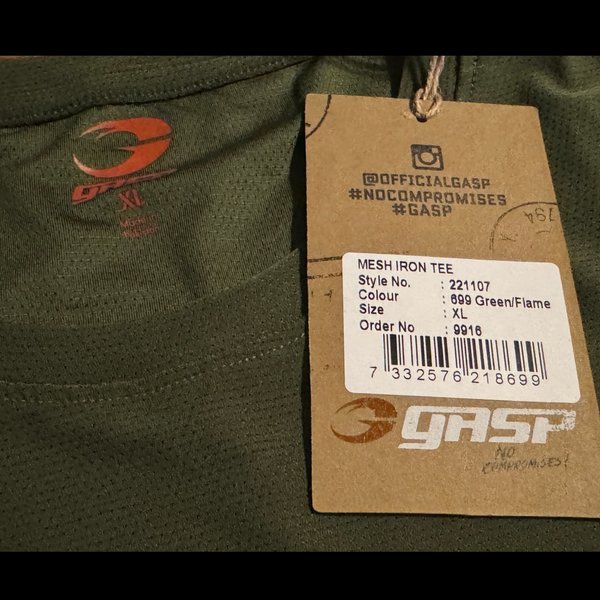 gasp
XL
@OFFICIALGASP
#NOCOMPROMISES
#GASP
794
MESH IRON TEE
Style No. : 221107
Colour : 699 Green/Flame
Size : XL
Order No : 9916
7 332576 218699
gasp
NO
COMPROMISES!